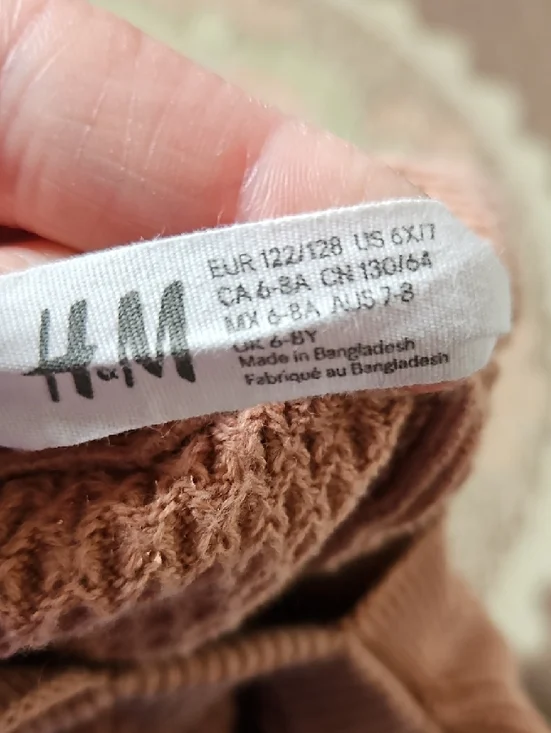 H&M
EUR 122/128 US 6X/7
CA 6-8A CN 130/64
MX 6-8A AUS 7-8
UK 6-8Y
Made in Bangladesh
Fabriqué au Bangladesh